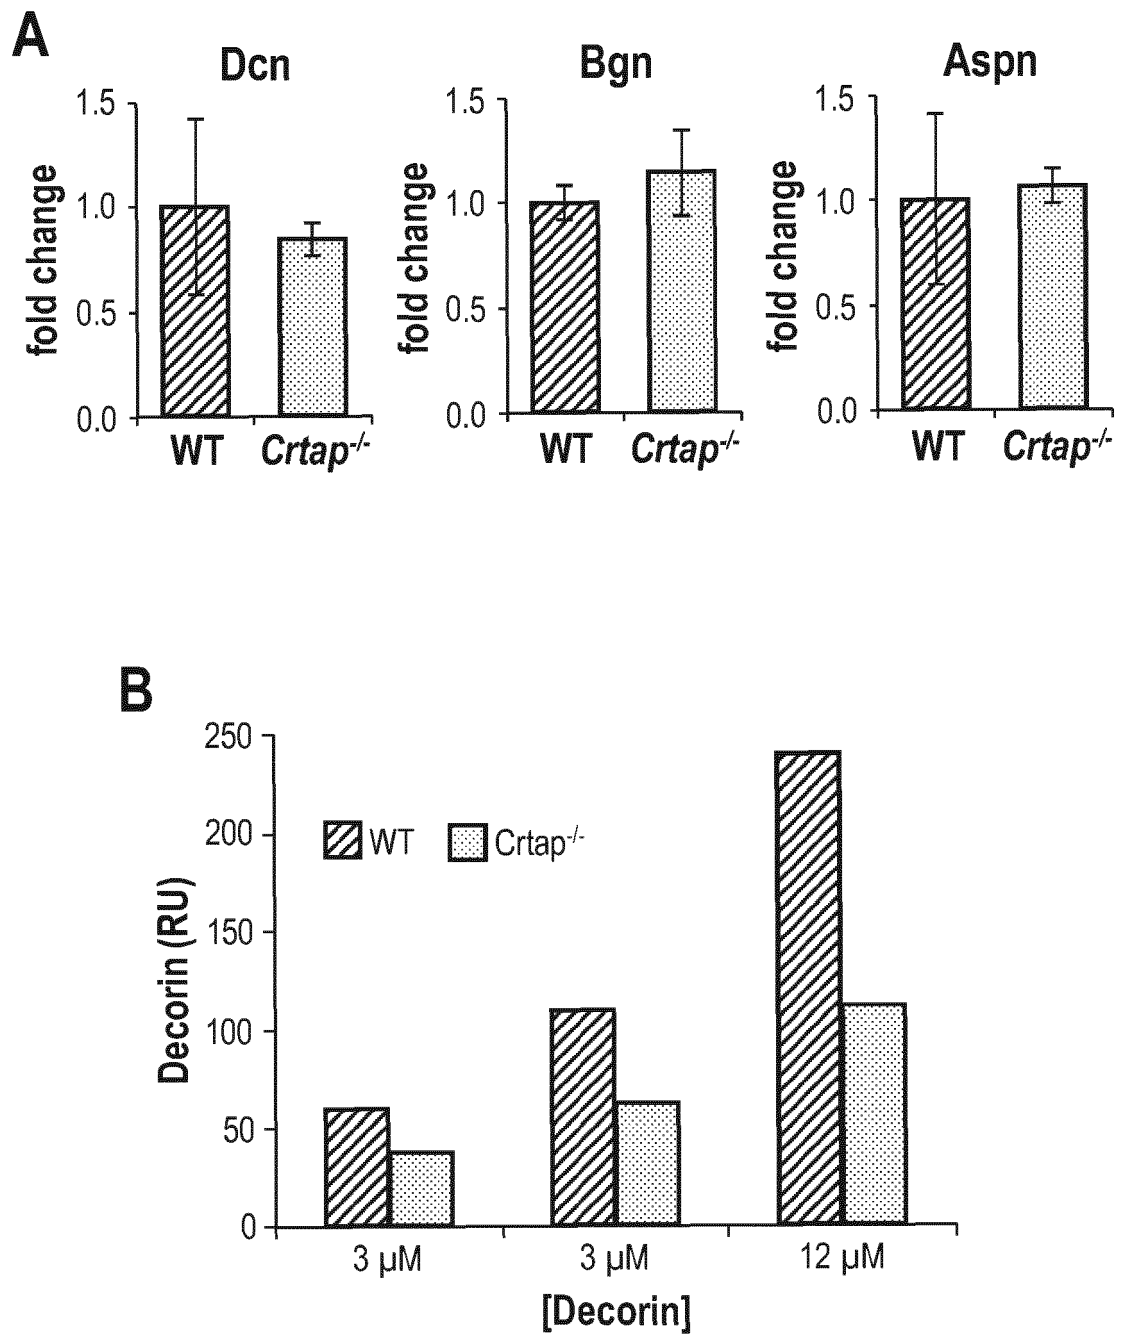 A
Dcn
Bgn
Aspn
1.5
1.0
0.5
0.0
fold change
WT
Crtap-/-
1.5
1.0
0.5
0.0
fold change
WT
Crtap-/-
1.5
1.0
0.5
0.0
fold change
WT
Crtap-/-
B
250
200
150
100
50
0
Decorin (RU)
WT
Crtap-/-
3 µM
3 µM
12 µM
[Decorin]